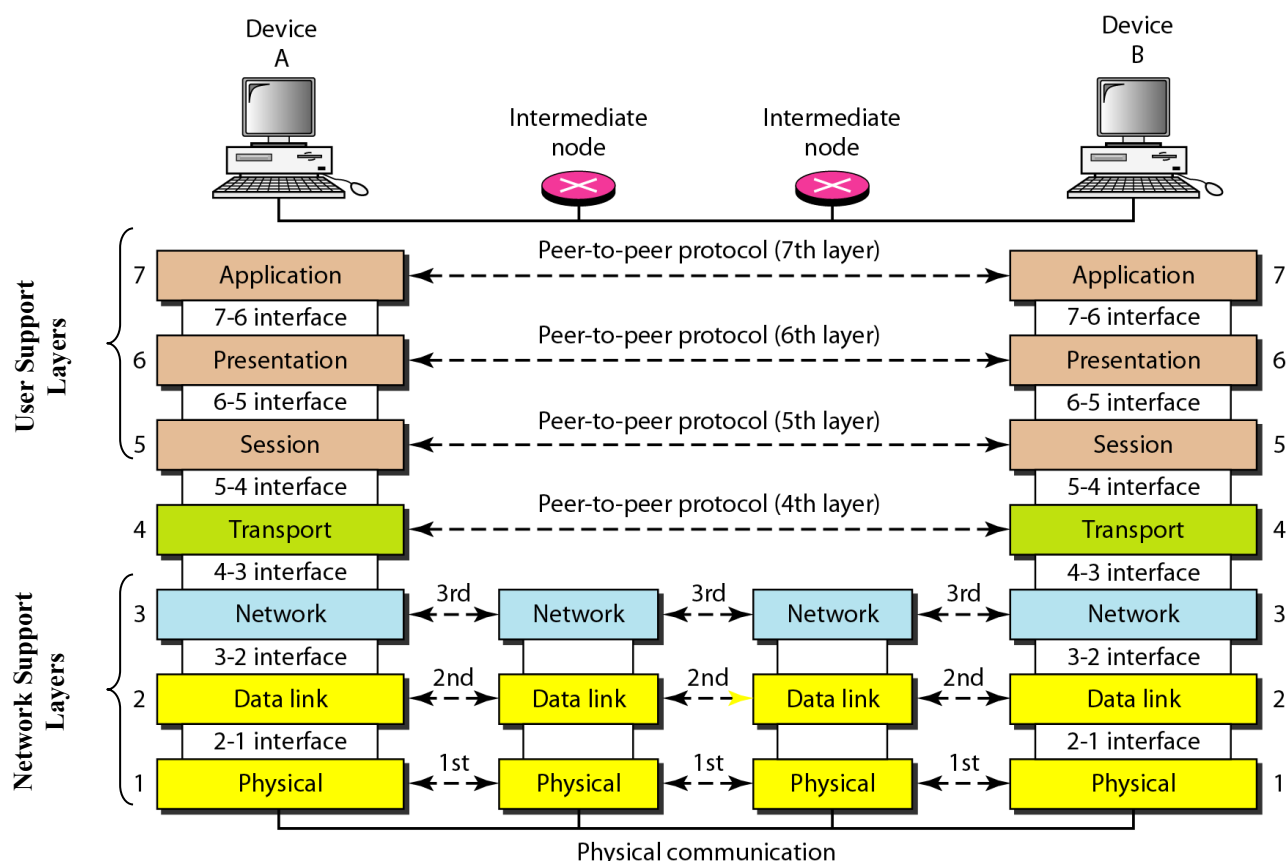 Device
A
Device
B
Intermediate
node
Intermediate
node
User Support
Layers
Network Support
Layers
Peer-to-peer protocol (7th layer)
7
Application
Application
7
7-6 interface
7-6 interface
Peer-to-peer protocol (6th layer)
6
Presentation
Presentation
6
6-5 interface
6-5 interface
Peer-to-peer protocol (5th layer)
5
Session
Session
5
5-4 interface
5-4 interface
Peer-to-peer protocol (4th layer)
4
Transport
Transport
4
4-3 interface
4-3 interface
3
Network
3rd
Network
3rd
Network
3rd
Network
3
3-2 interface
3-2 interface
2
Data link
2nd
Data link
2nd
Data link
2nd
Data link
2
2-1 interface
2-1 interface
1
Physical
1st
Physical
1st
Physical
1st
Physical
1
Physical communication